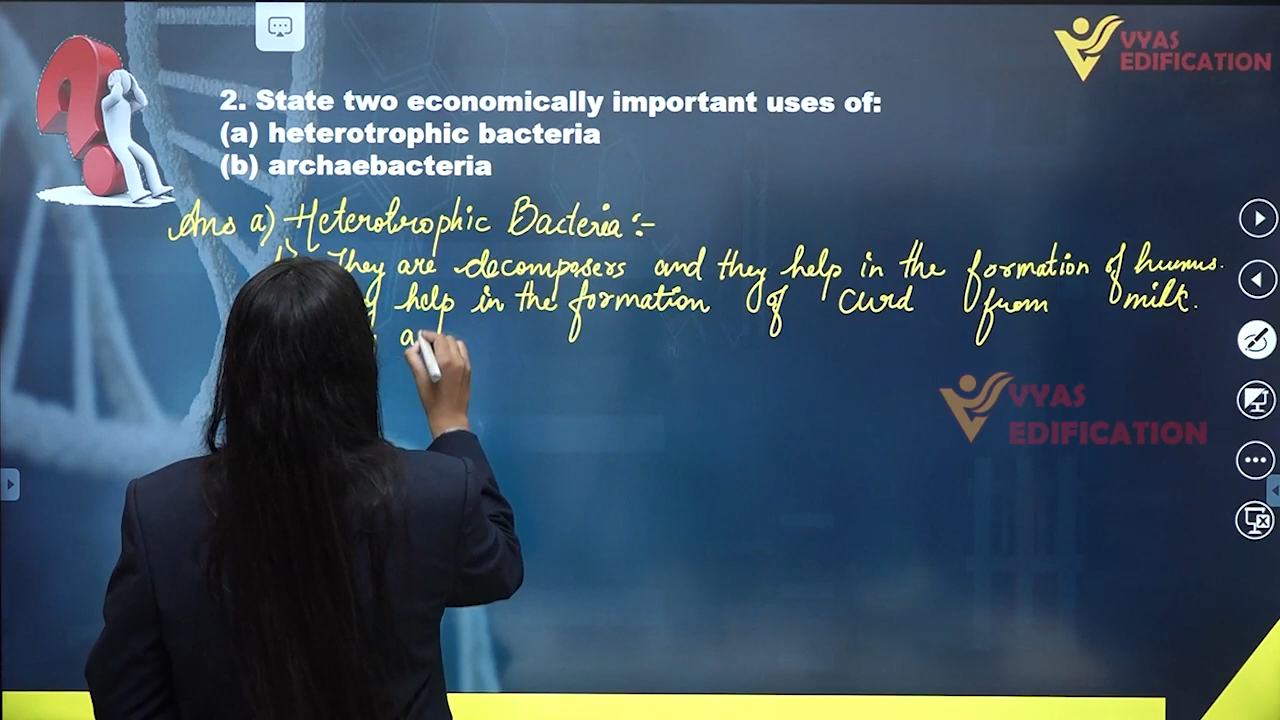 VYAS
EDIFICATION
2. State two economically important uses of:
(a) heterotrophic bacteria
(b) archaebacteria
Ans a) Heterotrophic Bacteria :-
They are decomposers and they help in the formation of humus.
help in the formation of curd from milk.
VYAS
EDIFICATION